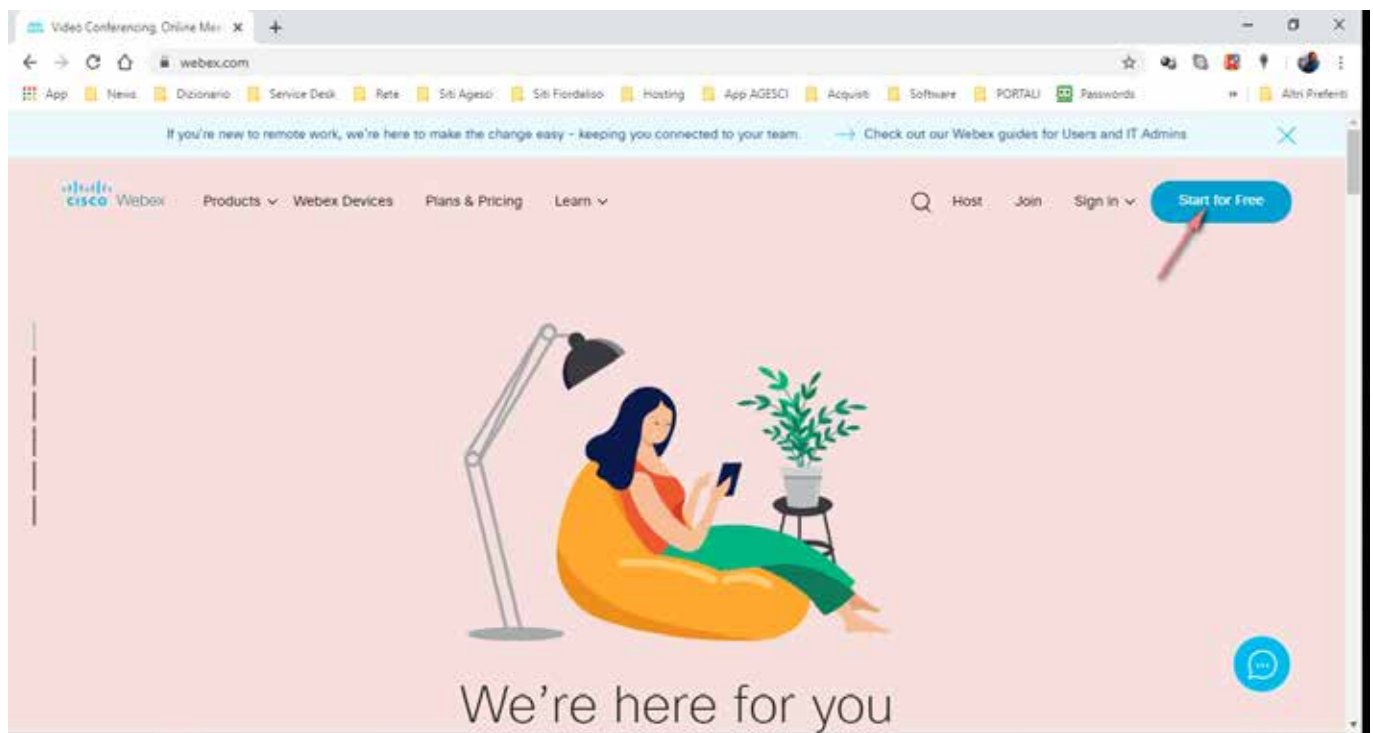 Video Conferencing, Online Me
webex.com
App News Dizionario Service Desk Rete Siti Agesci Siti Fiordaliso Hosting App AGESCI Acquisti Software PORTALI Passwords » Altri Preferiti
If you're new to remote work, we're here to make the change easy – keeping you connected to your team. → Check out our Webex guides for Users and IT Admins
cisco Webex Products Webex Devices Plans & Pricing Learn Host Join Sign In Start for Free
We're here for you